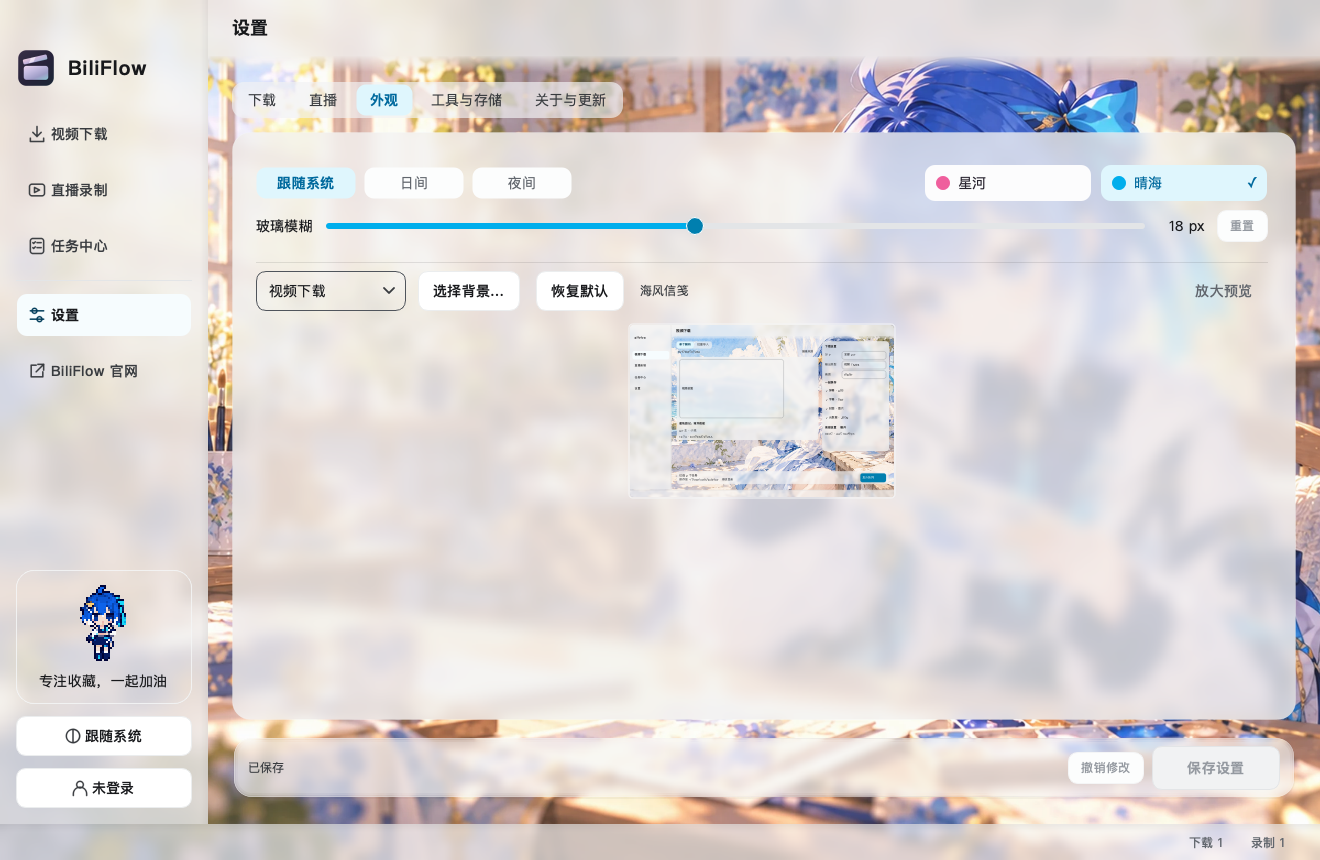 设置
BiliFlow
视频下载
直播录制
任务中心
设置
BiliFlow 官网
专注收藏，一起加油
跟随系统
未登录
下载 直播 外观 工具与存储 关于与更新
跟随系统 日间 夜间 星河 晴海
玻璃模糊 18 px 重置
视频下载 选择背景... 恢复默认 海风信笺 放大预览
视频下载
已保存 撤销修改 保存设置
下载 1 录制 1